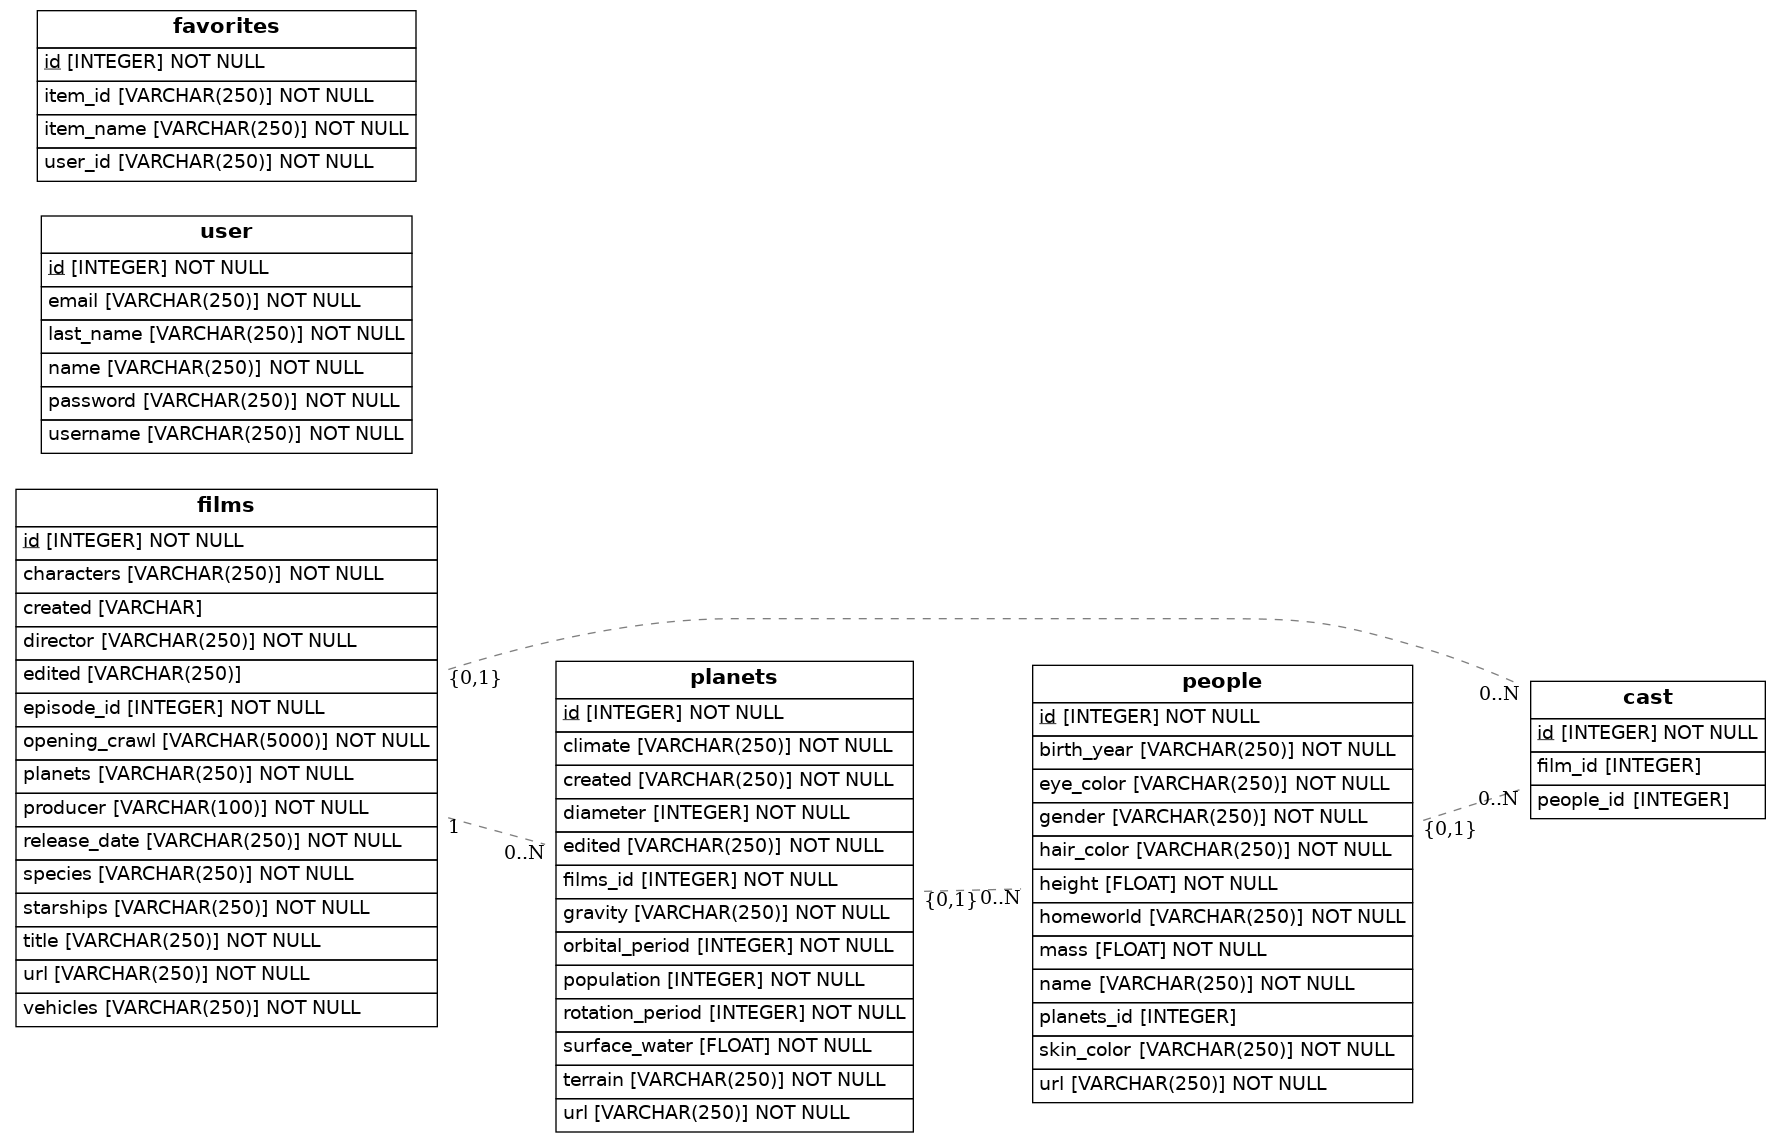 favorites
id [INTEGER] NOT NULL
item_id [VARCHAR(250)] NOT NULL
item_name [VARCHAR(250)] NOT NULL
user_id [VARCHAR(250)] NOT NULL
user
id [INTEGER] NOT NULL
email [VARCHAR(250)] NOT NULL
last_name [VARCHAR(250)] NOT NULL
name [VARCHAR(250)] NOT NULL
password [VARCHAR(250)] NOT NULL
username [VARCHAR(250)] NOT NULL
films
id [INTEGER] NOT NULL
characters [VARCHAR(250)] NOT NULL
created [VARCHAR]
director [VARCHAR(250)] NOT NULL
edited [VARCHAR(250)]
episode_id [INTEGER] NOT NULL
opening_crawl [VARCHAR(5000)] NOT NULL
planets [VARCHAR(250)] NOT NULL
producer [VARCHAR(100)] NOT NULL
release_date [VARCHAR(250)] NOT NULL
species [VARCHAR(250)] NOT NULL
starships [VARCHAR(250)] NOT NULL
title [VARCHAR(250)] NOT NULL
url [VARCHAR(250)] NOT NULL
vehicles [VARCHAR(250)] NOT NULL
{0,1}
0..N
1
0..N
planets
id [INTEGER] NOT NULL
climate [VARCHAR(250)] NOT NULL
created [VARCHAR(250)] NOT NULL
diameter [INTEGER] NOT NULL
edited [VARCHAR(250)] NOT NULL
films_id [INTEGER] NOT NULL
gravity [VARCHAR(250)] NOT NULL
orbital_period [INTEGER] NOT NULL
population [INTEGER] NOT NULL
rotation_period [INTEGER] NOT NULL
surface_water [FLOAT] NOT NULL
terrain [VARCHAR(250)] NOT NULL
url [VARCHAR(250)] NOT NULL
{0,1}
0..N
people
id [INTEGER] NOT NULL
birth_year [VARCHAR(250)] NOT NULL
eye_color [VARCHAR(250)] NOT NULL
gender [VARCHAR(250)] NOT NULL
hair_color [VARCHAR(250)] NOT NULL
height [FLOAT] NOT NULL
homeworld [VARCHAR(250)] NOT NULL
mass [FLOAT] NOT NULL
name [VARCHAR(250)] NOT NULL
planets_id [INTEGER]
skin_color [VARCHAR(250)] NOT NULL
url [VARCHAR(250)] NOT NULL
{0,1}
0..N
cast
id [INTEGER] NOT NULL
film_id [INTEGER]
people_id [INTEGER]